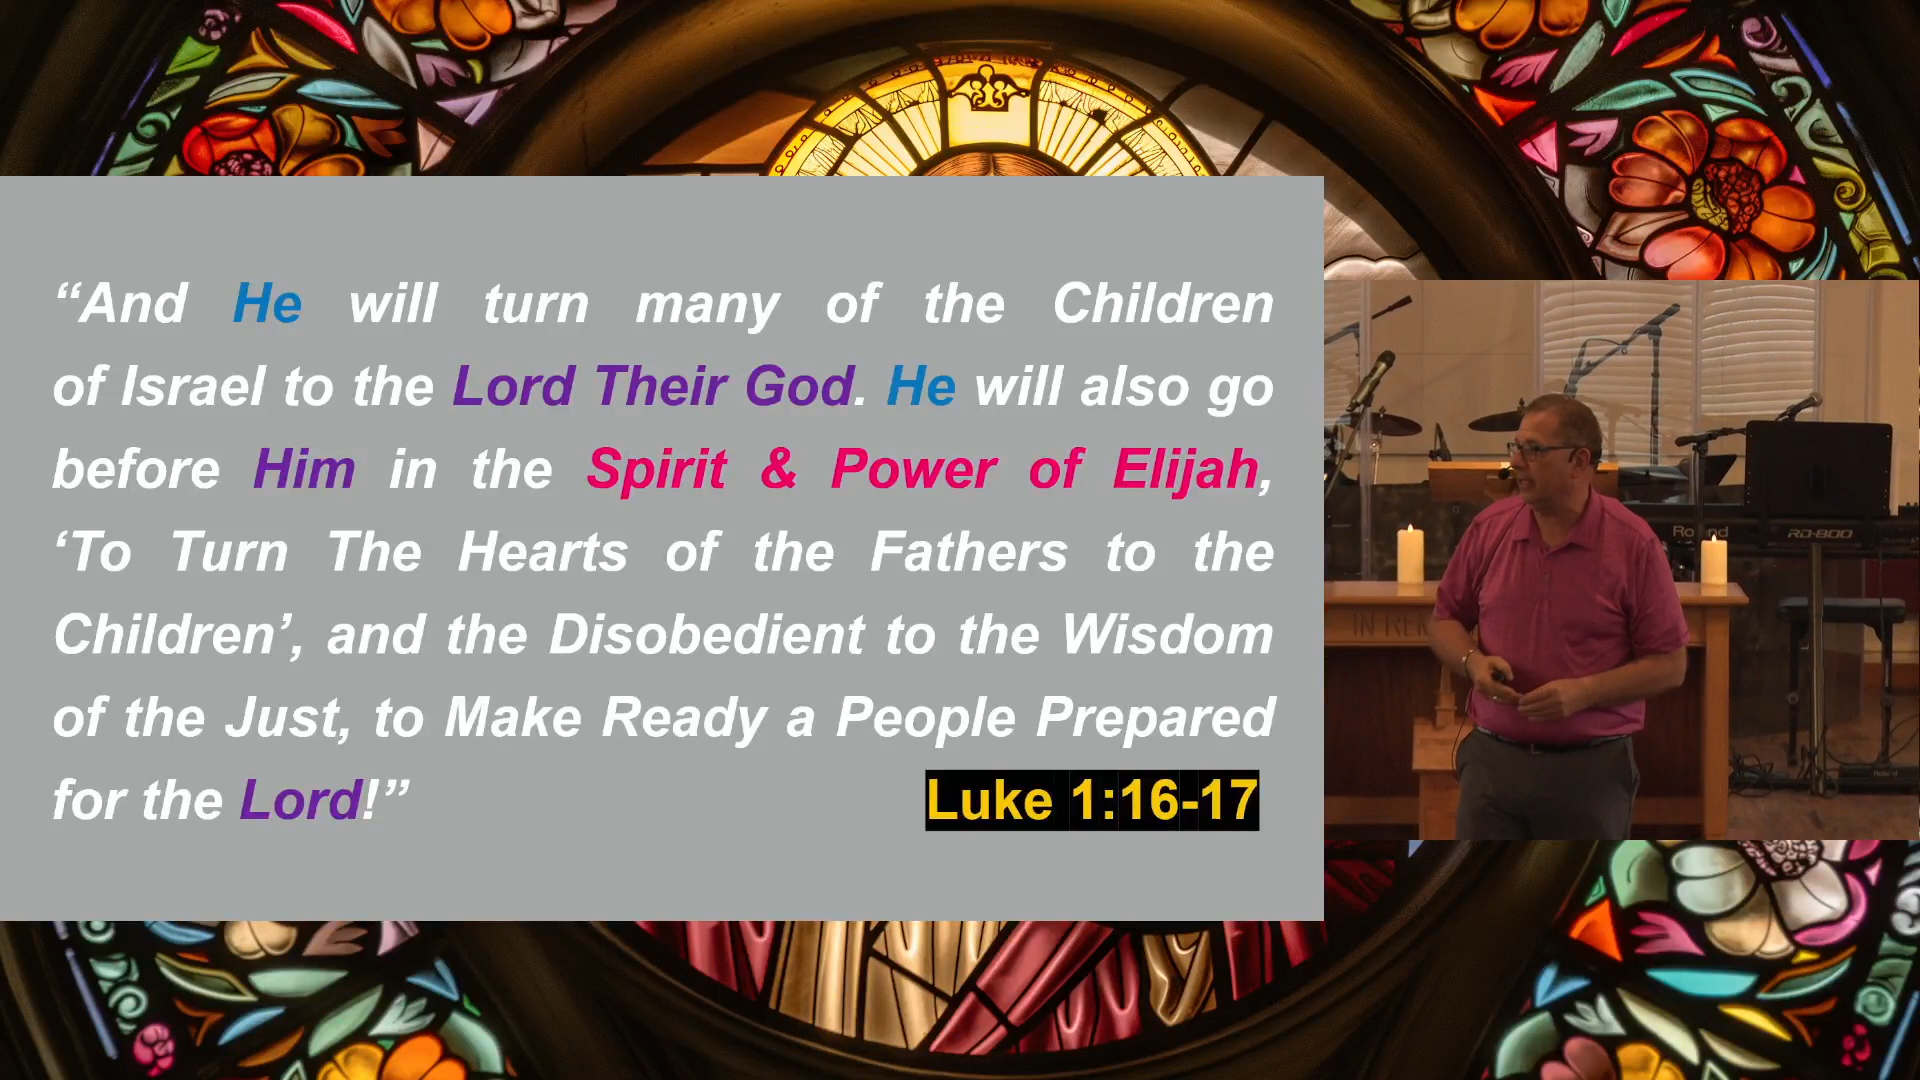 “And He will turn many of the Children
of Israel to the Lord Their God. He will also go
before Him in the Spirit & Power of Elijah,
‘To Turn The Hearts of the Fathers to the
Children’, and the Disobedient to the Wisdom
of the Just, to Make Ready a People Prepared
for the Lord!”
Luke 1:16-17
Roland
RD-800
IN REM